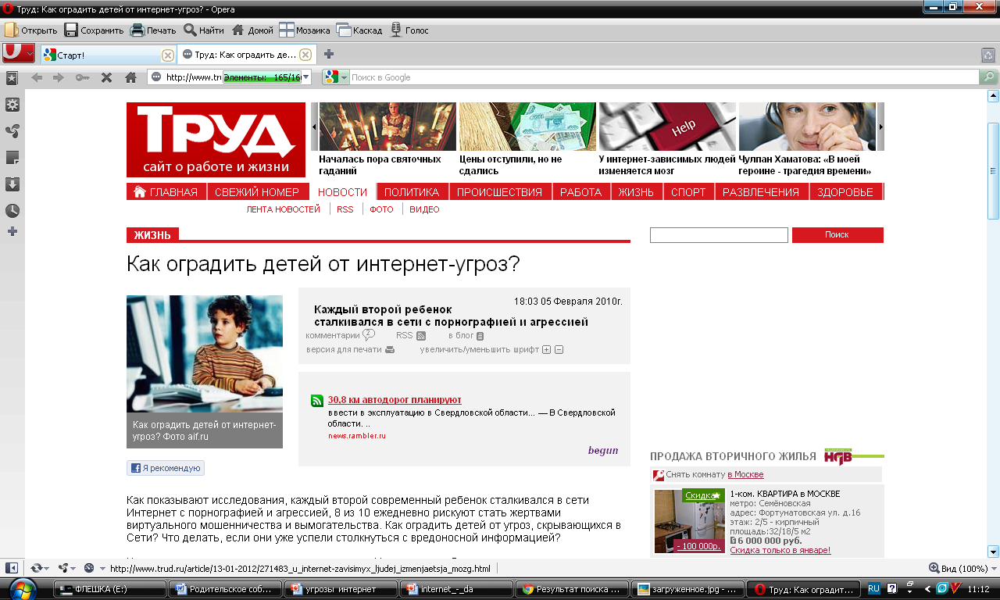 Труд: Как оградить детей от интернет-угроз? - Opera
Открыть Сохранить Печать Найти Домой Мозаика Каскад Голос
Старт! Труд: Как оградить де...
http://www.tru Элементы: 165/16 Поиск в Google
ТРУД
сайт о работе и жизни
Help
Началась пора святочных
гаданий
Цены отступили, но не
сдались
У интернет-зависимых людей
изменяется мозг
Чулпан Хаматова: «В моей
героине - трагедия времени»
ГЛАВНАЯ СВЕЖИЙ НОМЕР НОВОСТИ ПОЛИТИКА ПРОИСШЕСТВИЯ РАБОТА ЖИЗНЬ СПОРТ РАЗВЛЕЧЕНИЯ ЗДОРОВЬЕ
ЛЕНТА НОВОСТЕЙ RSS ФОТО ВИДЕО
ЖИЗНЬ
Поиск
Как оградить детей от интернет-угроз?
18:03 05 Февраля 2010г.
Каждый второй ребенок
сталкивался в сети с порнографией и агрессией
комментарии 2 RSS в блог
версия для печати увеличить/уменьшить шрифт
30,8 км автодорог планируют
ввести в эксплуатацию в Свердловской области... — В Свердловской
области. ..
news.rambler.ru
begun
Как оградить детей от интернет-
угроз? Фото aif.ru
Я рекомендую
Как показывают исследования, каждый второй современный ребенок сталкивался в сети
Интернет с порнографией и агрессией, 8 из 10 ежедневно рискуют стать жертвами
виртуального мошенничества и вымогательства. Как оградить детей от угроз, скрывающихся в
Сети? Что делать, если они уже успели столкнуться с вредоносной информацией?
ПРОДАЖА ВТОРИЧНОГО ЖИЛЬЯ НДВ
Снять комнату в Москве
Скидка
- 100 000р.
1-ком. КВАРТИРА в МОСКВЕ
метро: Семёновская
адрес: Фортунатовская ул. д.16
этаж: 2/5 - кирпичный
площадь:32/18/5 м2
6 000 000 руб.
Скидка только в январе!
http://www.trud.ru/article/13-01-2012/271483_u_internet-zavisimyx_ljudej_izmenjaetsja_mozg.html
Вид (100%)
ФЛЕШКА (E:) Родительское соб... угрозы интернет internet_-_da Результат поиска ... загруженное.jpg - ... Труд: Как оградит... RU 11:12